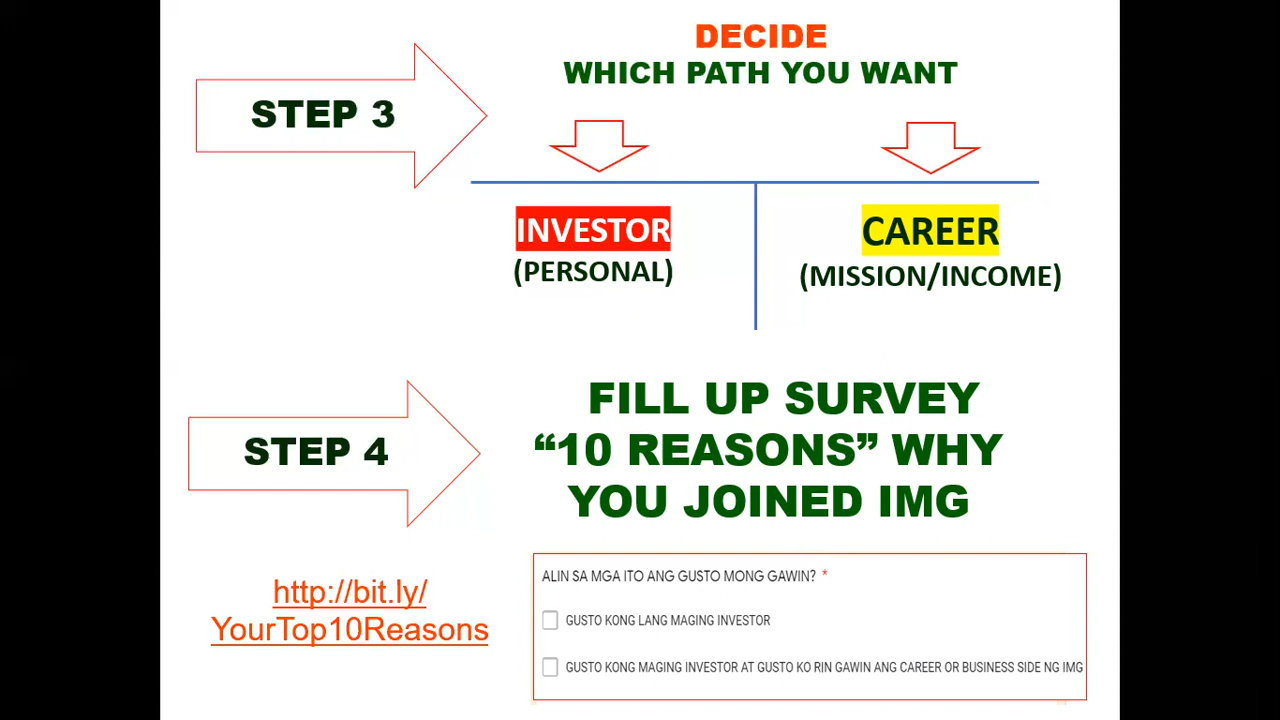 DECIDE
WHICH PATH YOU WANT
STEP 3
INVESTOR
(PERSONAL)
CAREER
(MISSION/INCOME)
FILL UP SURVEY
“10 REASONS” WHY
YOU JOINED IMG
STEP 4
http://bit.ly/
YourTop10Reasons
ALIN SA MGA ITO ANG GUSTO MONG GAWIN? *
GUSTO KONG LANG MAGING INVESTOR
GUSTO KONG MAGING INVESTOR AT GUSTO KO RIN GAWIN ANG CAREER OR BUSINESS SIDE NG IMG